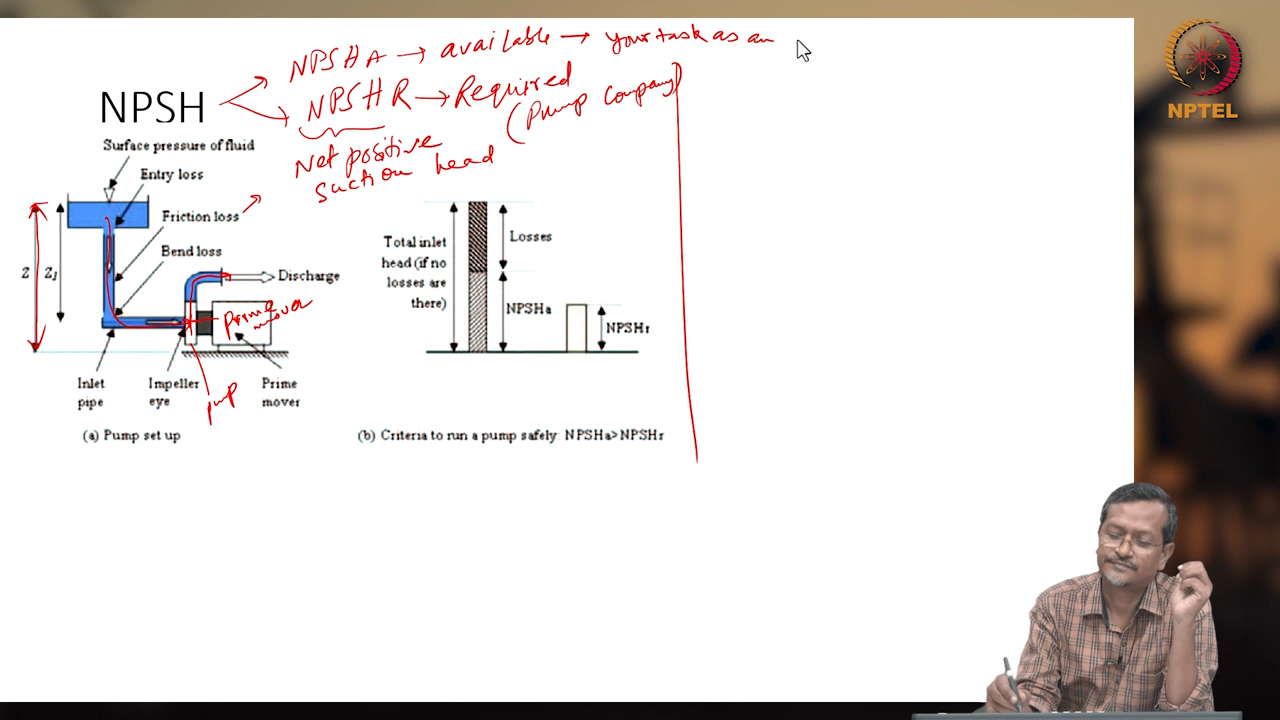 NPSHA → available → your task as an
NPSH
NPSHR → Required
(Pump company)
Net positive
suction head
NPTEL
Surface pressure of fluid
Entry loss
Friction loss
Bend loss
Z
Z1
Discharge
Prime
mover
Inlet
pipe
Impeller
eye
Prime
mover
pump
(a) Pump set up
Total inlet
head (if no
losses are
there)
Losses
NPSHa
NPSHr
(b) Criteria to run a pump safely NPSHa>NPSHr